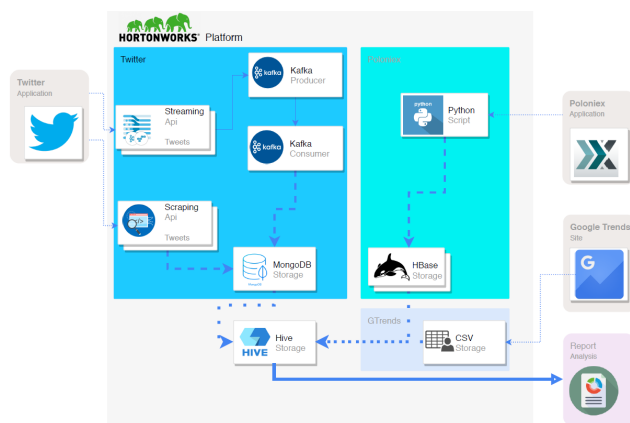 HORTONWORKS® Platform
Twitter
Application
Twitter
Streaming
Api
Tweets
Scraping
Api
Tweets
kafka
Kafka
Producer
kafka
Kafka
Consumer
MongoDB
Storage
Poloniex
python
Python
Script
HBase
Storage
GTrends
CSV
Storage
HIVE
Hive
Storage
Poloniex
Application
Google Trends
Site
G
Report
Analysis